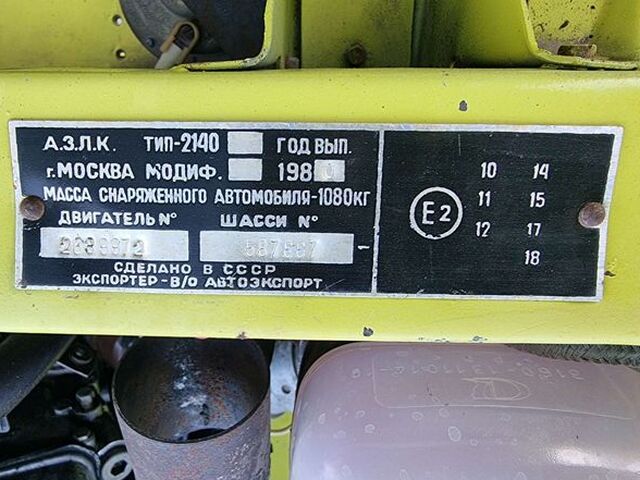 А.З.Л.К. ТИП-2140 ГОД ВЫП.
г.МОСКВА МОДИФ. 198
МАССА СНАРЯЖЕННОГО АВТОМОБИЛЯ-1080КГ
ДВИГАТЕЛЬ № ШАССИ №
СДЕЛАНО В СССР
ЭКСПОРТЕР-В/О АВТОЭКСПОРТ
E2
10 14
11 15
12 17
18